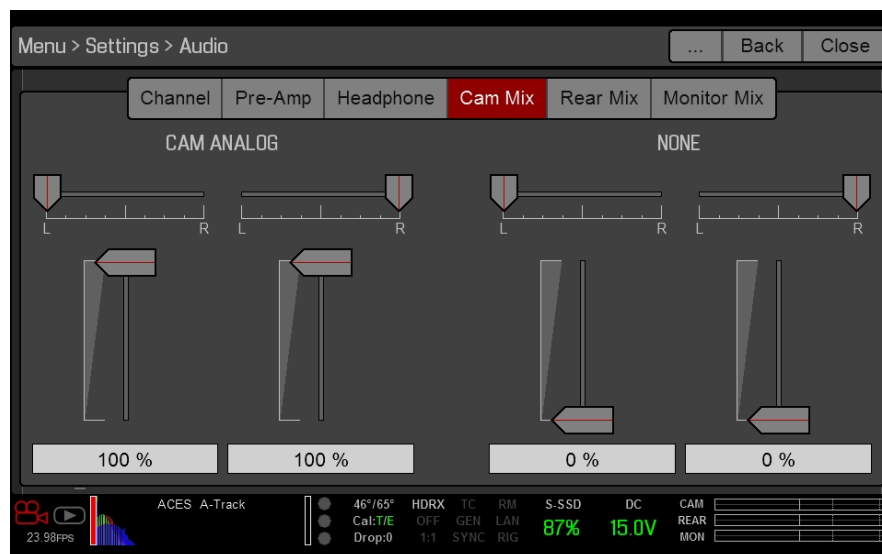 Menu > Settings > Audio ... Back Close
Channel Pre-Amp Headphone Cam Mix Rear Mix Monitor Mix
CAM ANALOG NONE
L R L R L R L R
100 % 100 % 0 % 0 %
ACES A-Track 46°/65° HDRX TC RM S-SSD DC CAM
Cal:T/E OFF GEN LAN 87% 15.0V REAR
23.98FPS Drop:0 1:1 SYNC RIG MON